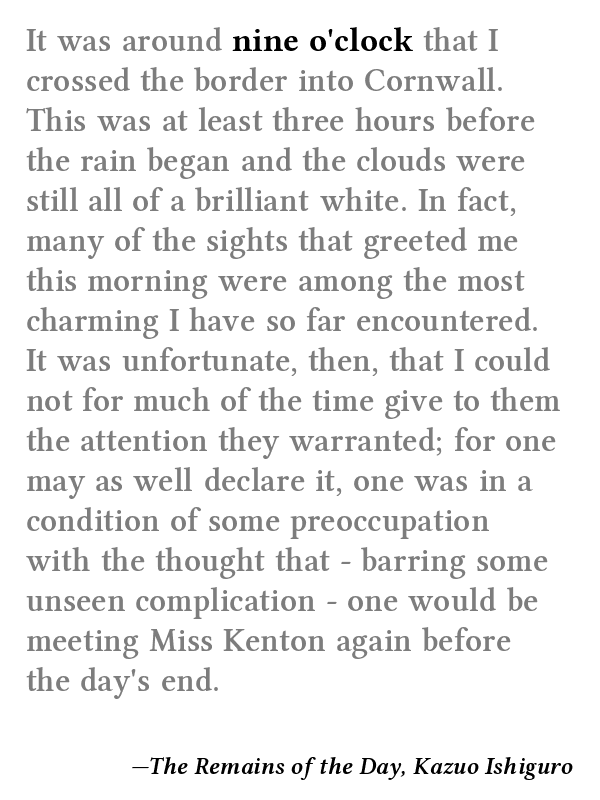 It was around nine o'clock that I
crossed the border into Cornwall.
This was at least three hours before
the rain began and the clouds were
still all of a brilliant white. In fact,
many of the sights that greeted me
this morning were among the most
charming I have so far encountered.
It was unfortunate, then, that I could
not for much of the time give to them
the attention they warranted; for one
may as well declare it, one was in a
condition of some preoccupation
with the thought that - barring some
unseen complication - one would be
meeting Miss Kenton again before
the day's end.
—The Remains of the Day, Kazuo Ishiguro